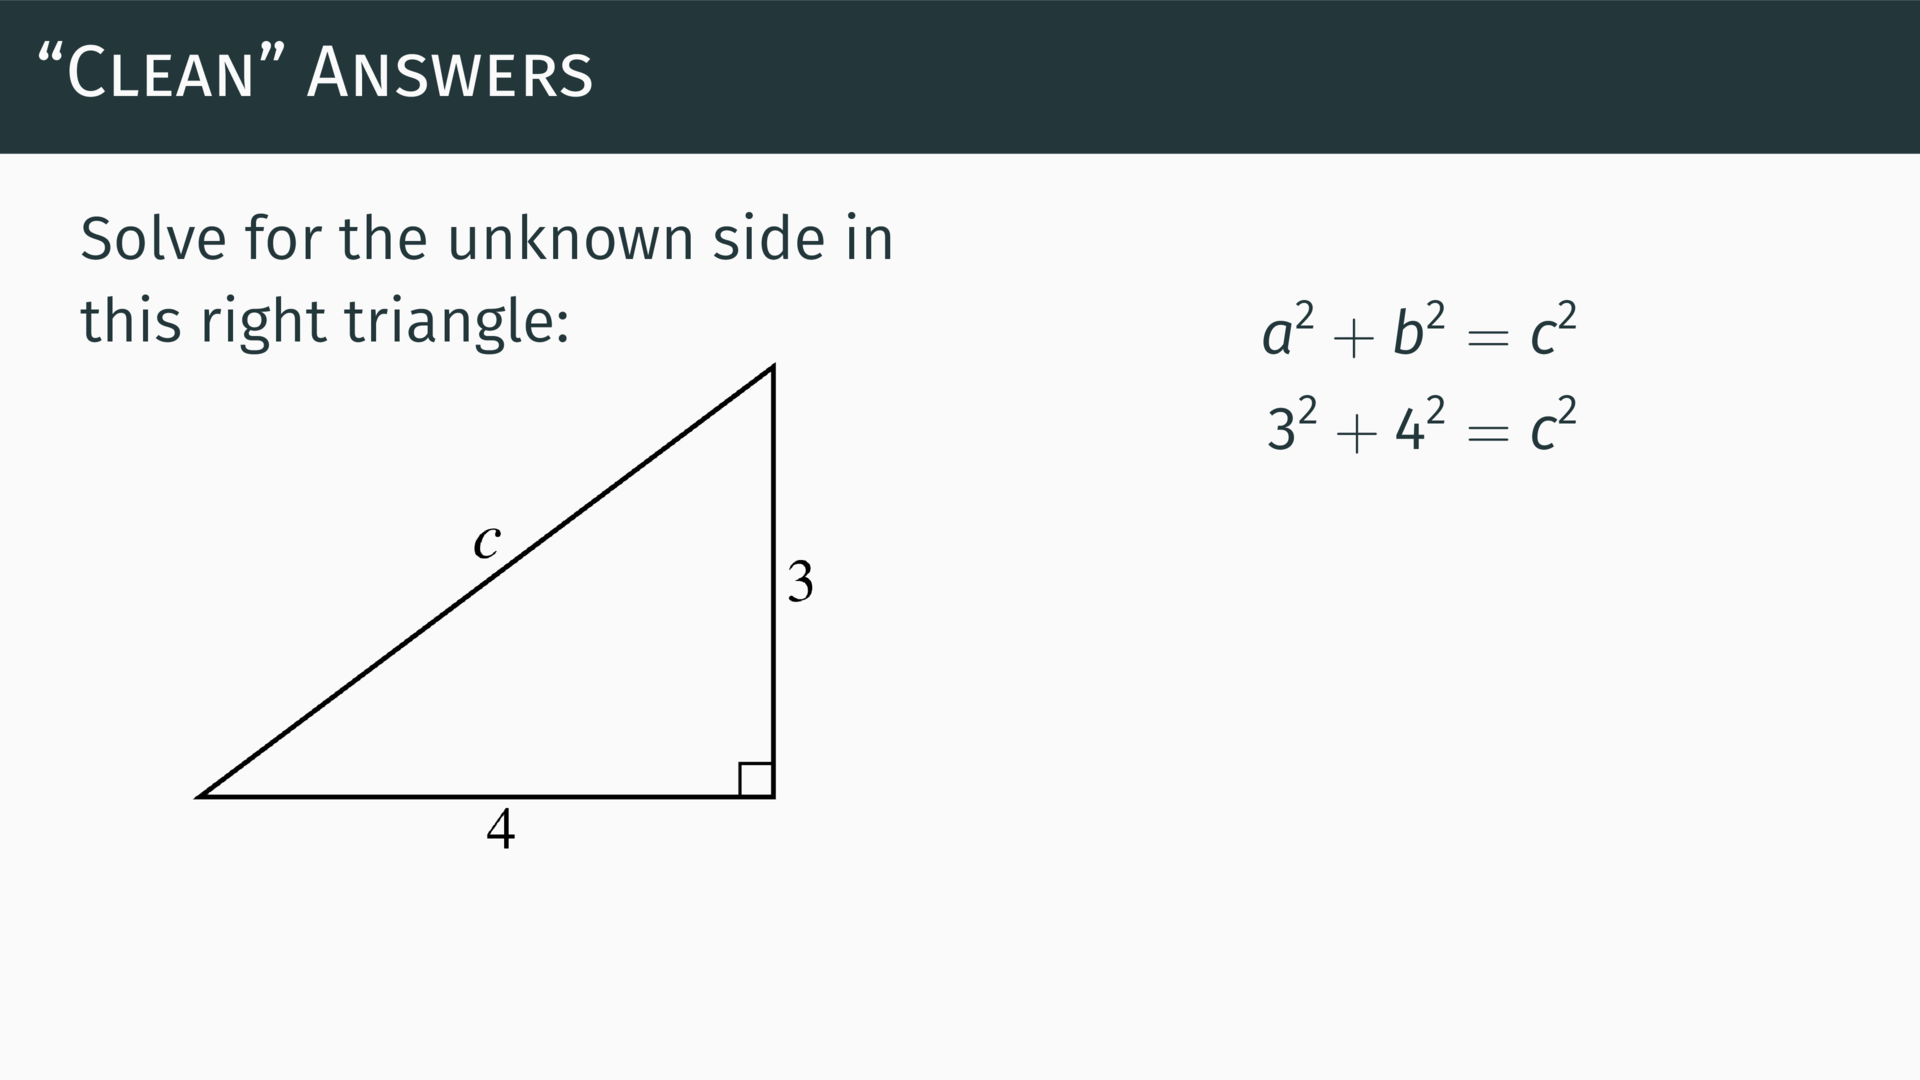 “CLEAN” ANSWERS
Solve for the unknown side in
this right triangle:
a² + b² = c²
3² + 4² = c²
c
3
4